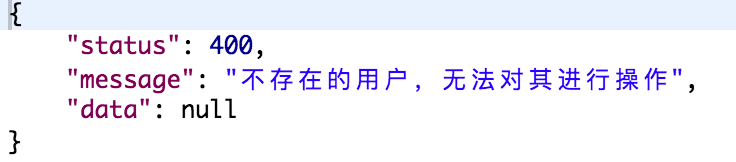 {
"status": 400,
"message": "不存在的用户，无法对其进行操作",
"data": null
}